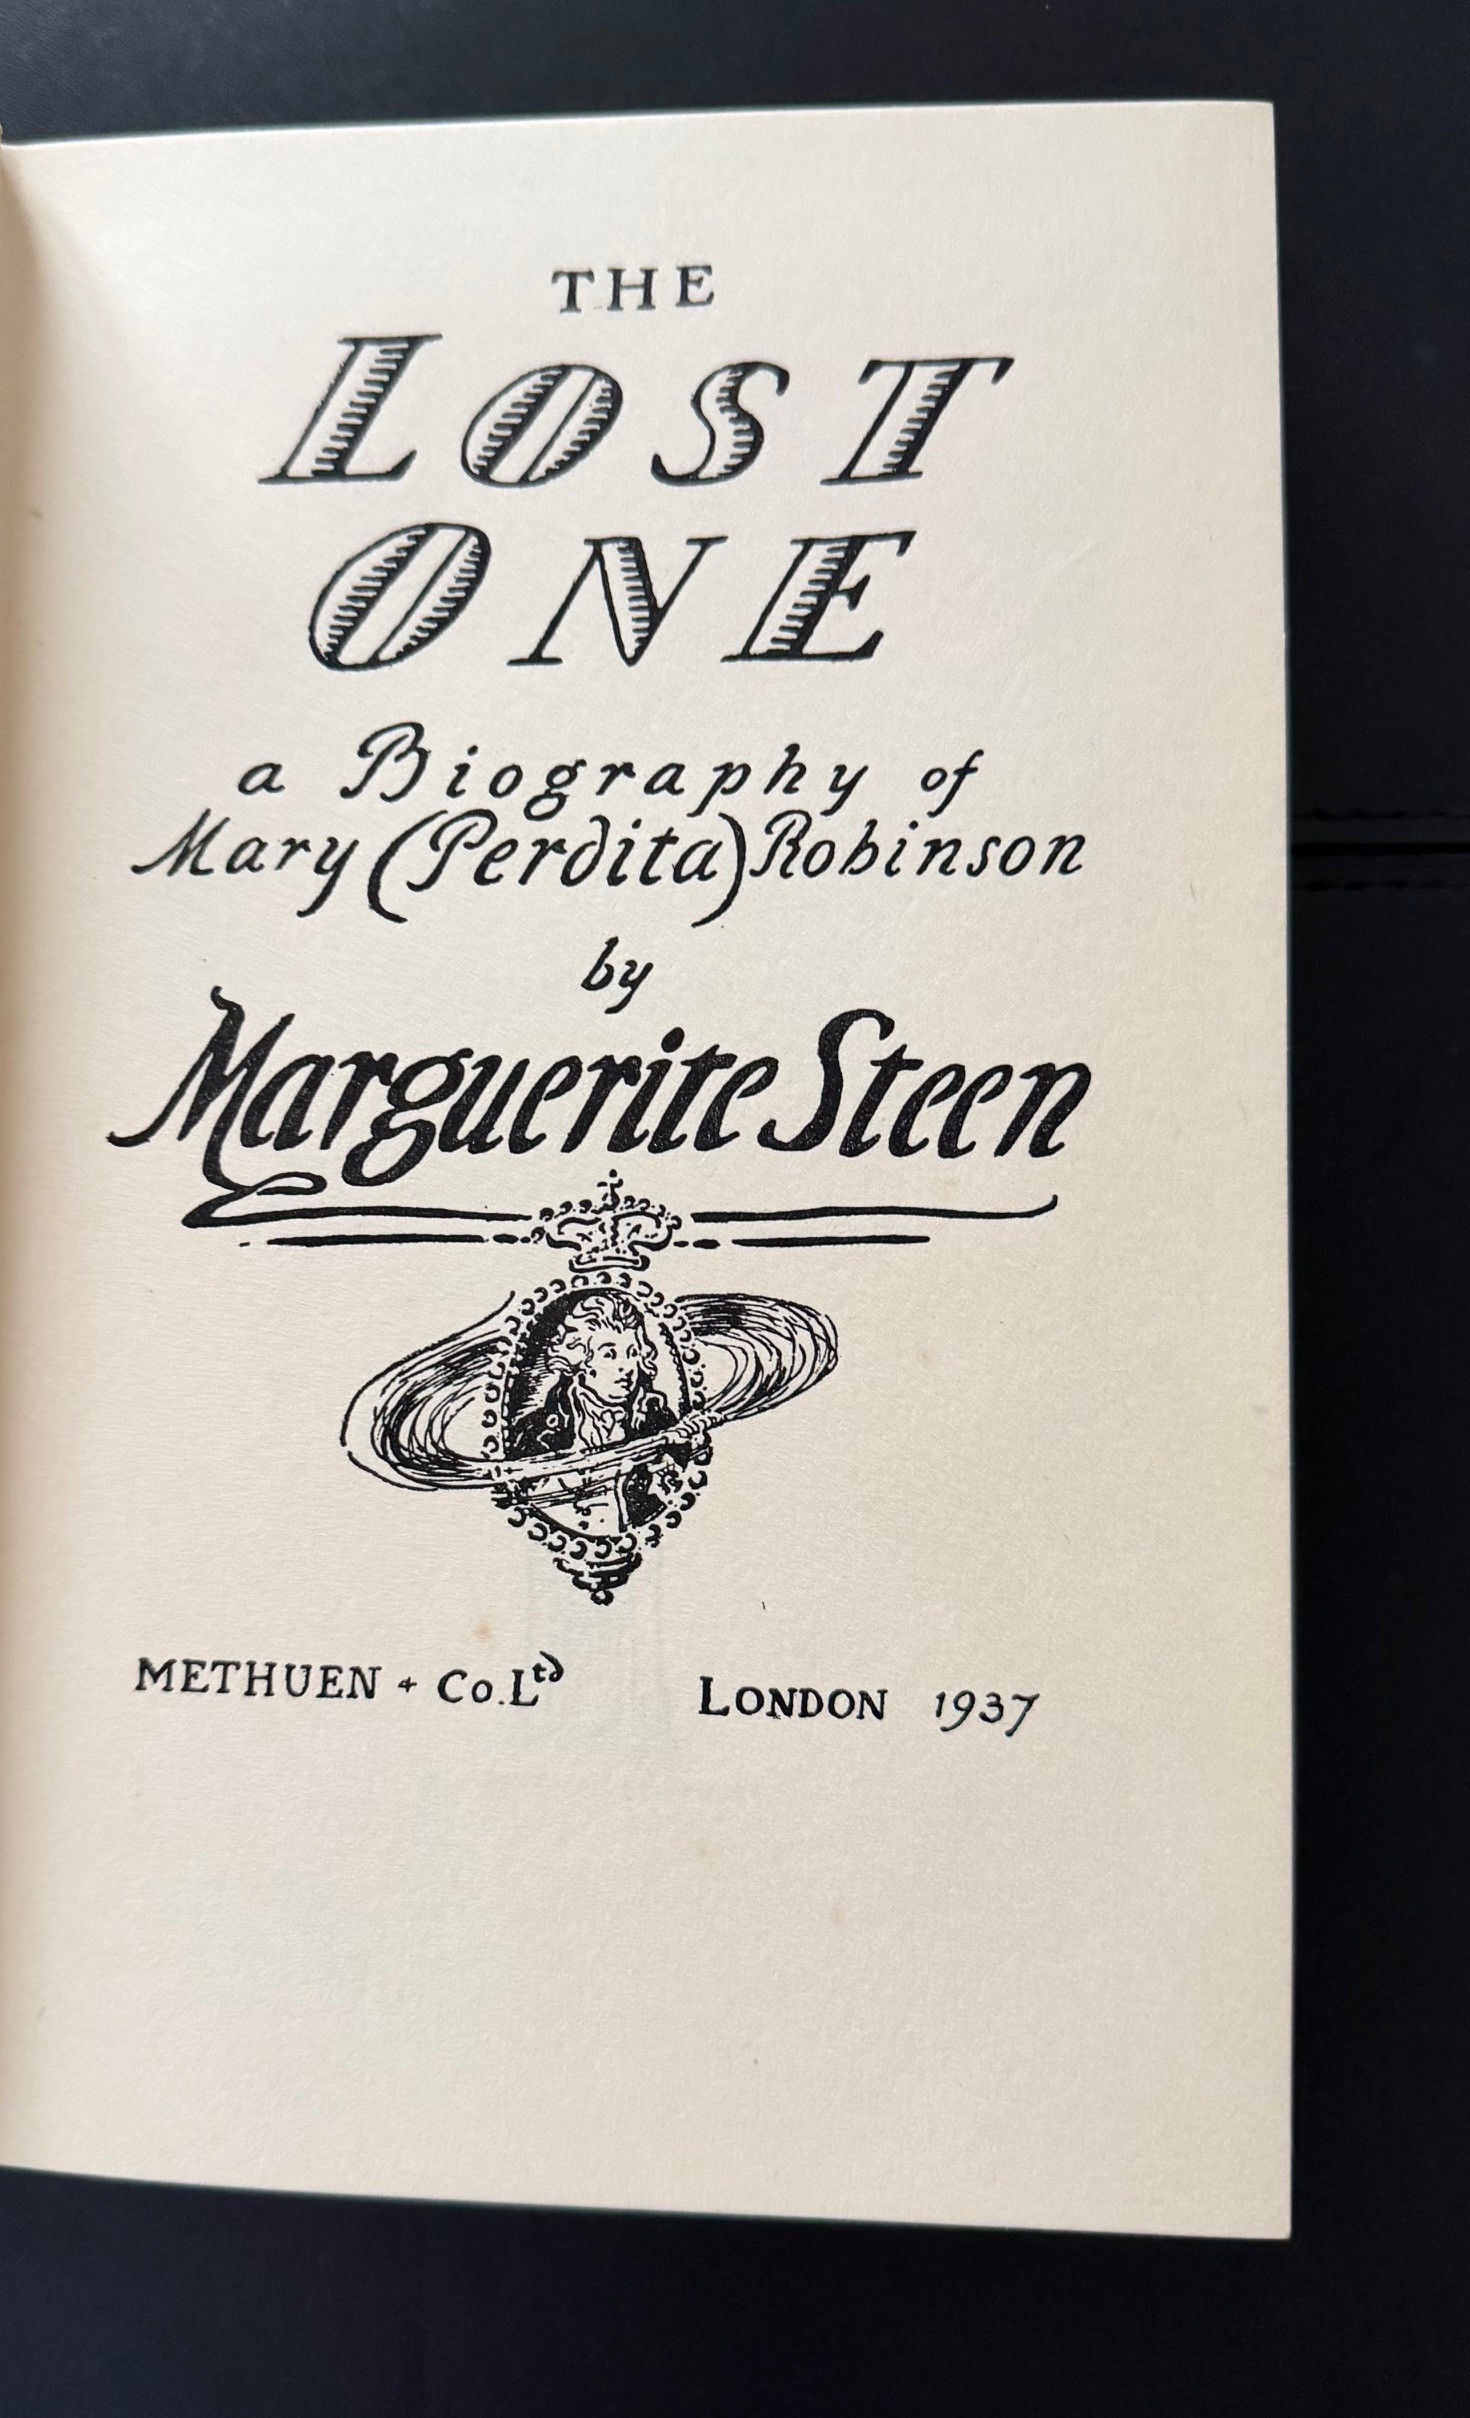 THE
LOST
ONE
a Biography of
Mary (Perdita) Robinson
by
Marguerite Steen
METHUEN + Co. Ltd LONDON 1937